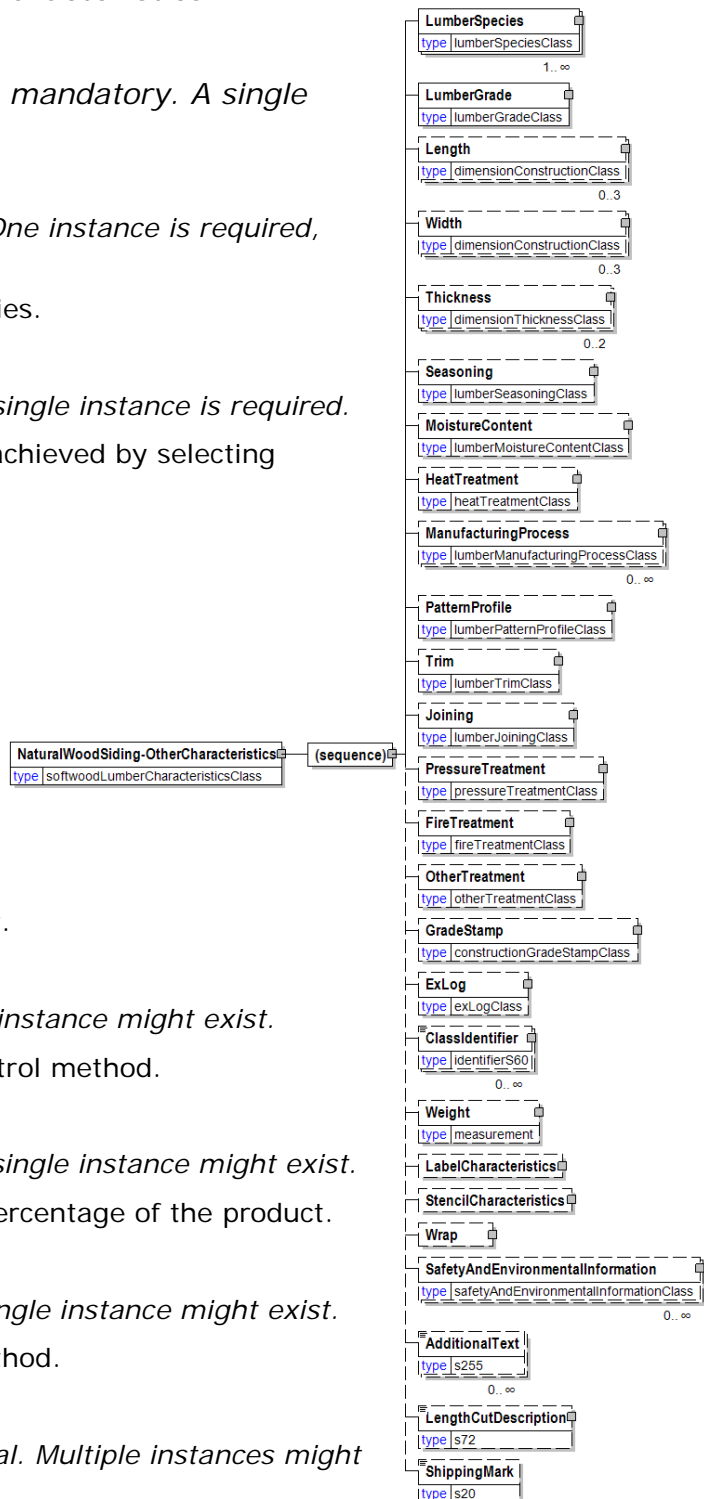 mandatory. A single
One instance is required,
ies.
single instance is required.
achieved by selecting
.
instance might exist.
trol method.
single instance might exist.
ercentage of the product.
ngle instance might exist.
thod.
al. Multiple instances might
NaturalWoodSiding-OtherCharacteristics
type softwoodLumberCharacteristicsClass
(sequence)
LumberSpecies
type lumberSpeciesClass
1..∞
LumberGrade
type lumberGradeClass
Length
type dimensionConstructionClass
0..3
Width
type dimensionConstructionClass
0..3
Thickness
type dimensionThicknessClass
0..2
Seasoning
type lumberSeasoningClass
MoistureContent
type lumberMoistureContentClass
HeatTreatment
type heatTreatmentClass
ManufacturingProcess
type lumberManufacturingProcessClass
0..∞
PatternProfile
type lumberPatternProfileClass
Trim
type lumberTrimClass
Joining
type lumberJoiningClass
PressureTreatment
type pressureTreatmentClass
FireTreatment
type fireTreatmentClass
OtherTreatment
type otherTreatmentClass
GradeStamp
type constructionGradeStampClass
ExLog
type exLogClass
ClassIdentifier
type identifierS60
0..∞
Weight
type measurement
LabelCharacteristics
StencilCharacteristics
Wrap
SafetyAndEnvironmentalInformation
type safetyAndEnvironmentalInformationClass
0..∞
AdditionalText
type s255
0..∞
LengthCutDescription
type s72
ShippingMark
type s20